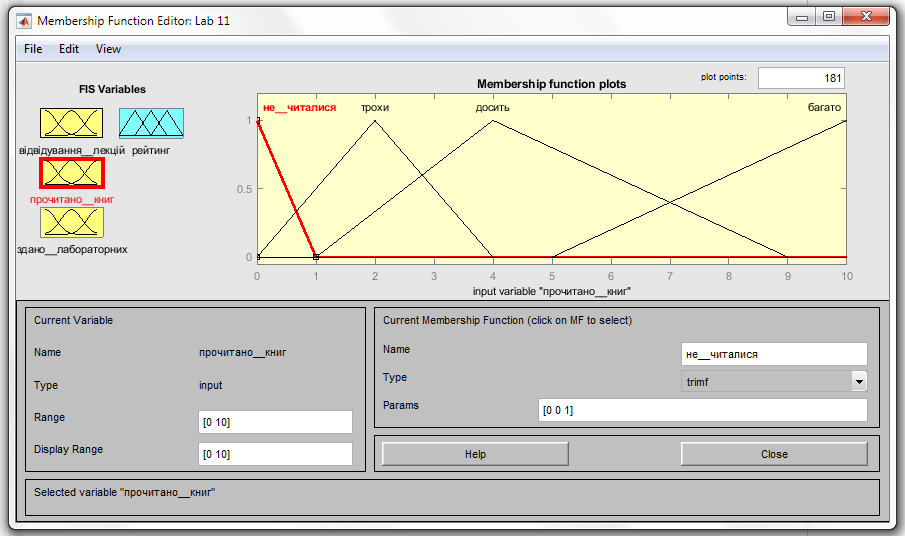 Membership Function Editor: Lab 11
File Edit View
FIS Variables
відвідування__лекцій рейтинг
прочитано__книг
здано__лабораторних
plot points: 181
Membership function plots
не__читалися трохи досить багато
1
0.5
0
0 1 2 3 4 5 6 7 8 9 10
input variable "прочитано__книг"
Current Variable
Name прочитано__книг
Type input
Range [0 10]
Display Range [0 10]
Current Membership Function (click on MF to select)
Name не__читалися
Type trimf
Params [0 0 1]
Help Close
Selected variable "прочитано__книг"